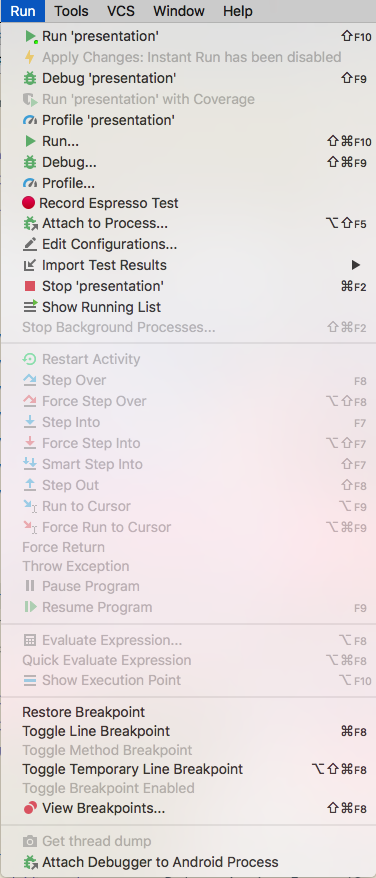 Run Tools VCS Window Help
Run 'presentation' ⇧F10
Apply Changes: Instant Run has been disabled
Debug 'presentation' ⇧F9
Run 'presentation' with Coverage
Profile 'presentation'
Run... ⇧⌘F10
Debug... ⇧⌘F9
Profile...
Record Espresso Test
Attach to Process... ⌥⇧F5
Edit Configurations...
Import Test Results
Stop 'presentation' ⌘F2
Show Running List
Stop Background Processes... ⇧⌘F2
Restart Activity
Step Over F8
Force Step Over ⌥⇧F8
Step Into F7
Force Step Into ⌥⇧F7
Smart Step Into ⇧F7
Step Out ⇧F8
Run to Cursor ⌥F9
Force Run to Cursor ⌥⌘F9
Force Return
Throw Exception
Pause Program
Resume Program F9
Evaluate Expression... ⌥F8
Quick Evaluate Expression ⌥⌘F8
Show Execution Point ⌥F10
Restore Breakpoint
Toggle Line Breakpoint ⌘F8
Toggle Method Breakpoint
Toggle Temporary Line Breakpoint ⌥⇧⌘F8
Toggle Breakpoint Enabled
View Breakpoints... ⇧⌘F8
Get thread dump
Attach Debugger to Android Process